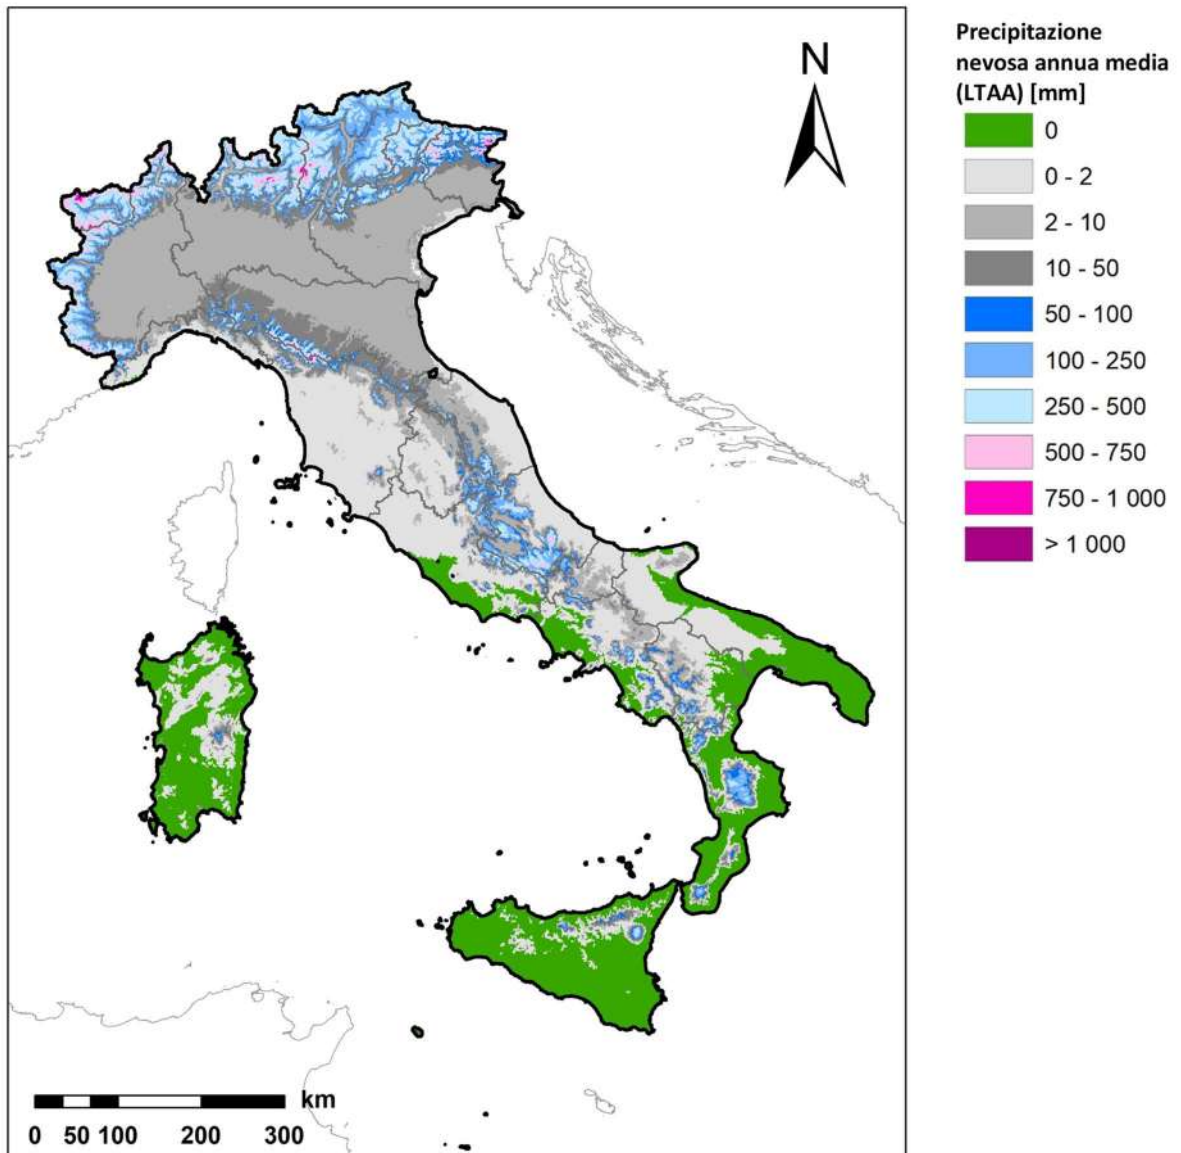 Precipitazione
nevosa annua media
(LTAA) [mm]
N
0
0 - 2
2 - 10
10 - 50
50 - 100
100 - 250
250 - 500
500 - 750
750 - 1 000
> 1 000
km
0 50 100 200 300